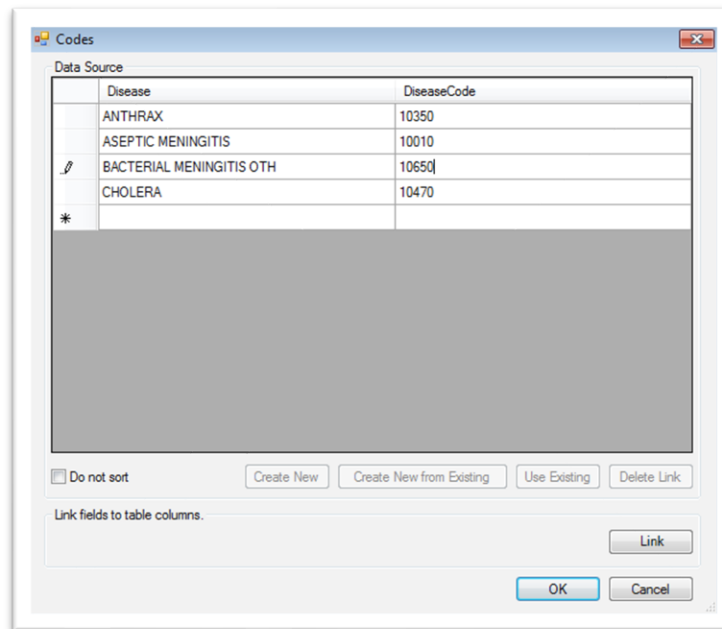 Codes
Data Source
Disease DiseaseCode
ANTHRAX 10350
ASEPTIC MENINGITIS 10010
BACTERIAL MENINGITIS OTH 10650
CHOLERA 10470
*
Do not sort Create New Create New from Existing Use Existing Delete Link
Link fields to table columns.
Link
OK Cancel